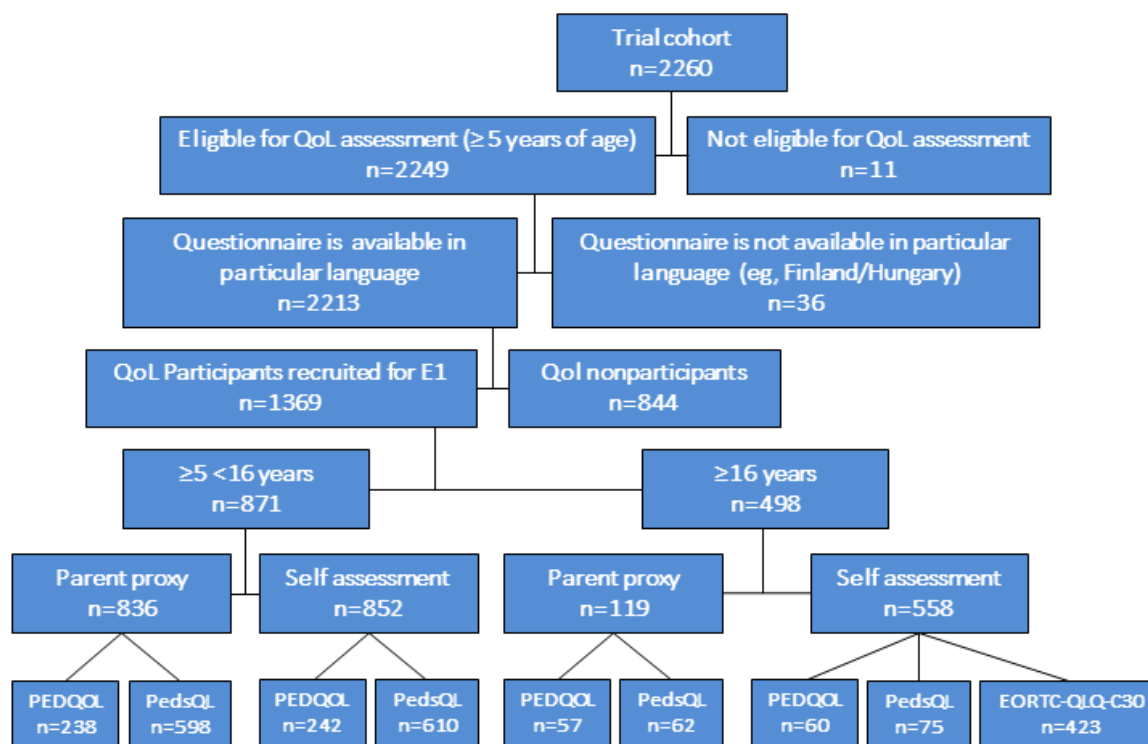 Trial cohort
n=2260
Eligible for QoL assessment (≥ 5 years of age)
n=2249
Not eligible for QoL assessment
n=11
Questionnaire is available in
particular language
n=2213
Questionnaire is not available in particular
language (eg, Finland/Hungary)
n=36
QoL Participants recruited for E1
n=1369
Qol nonparticipants
n=844
≥5 <16 years
n=871
≥16 years
n=498
Parent proxy
n=836
Self assessment
n=852
Parent proxy
n=119
Self assessment
n=558
PEDQOL
n=238
PedsQL
n=598
PEDQOL
n=242
PedsQL
n=610
PEDQOL
n=57
PedsQL
n=62
PEDQOL
n=60
PedsQL
n=75
EORTC-QLQ-C30
n=423